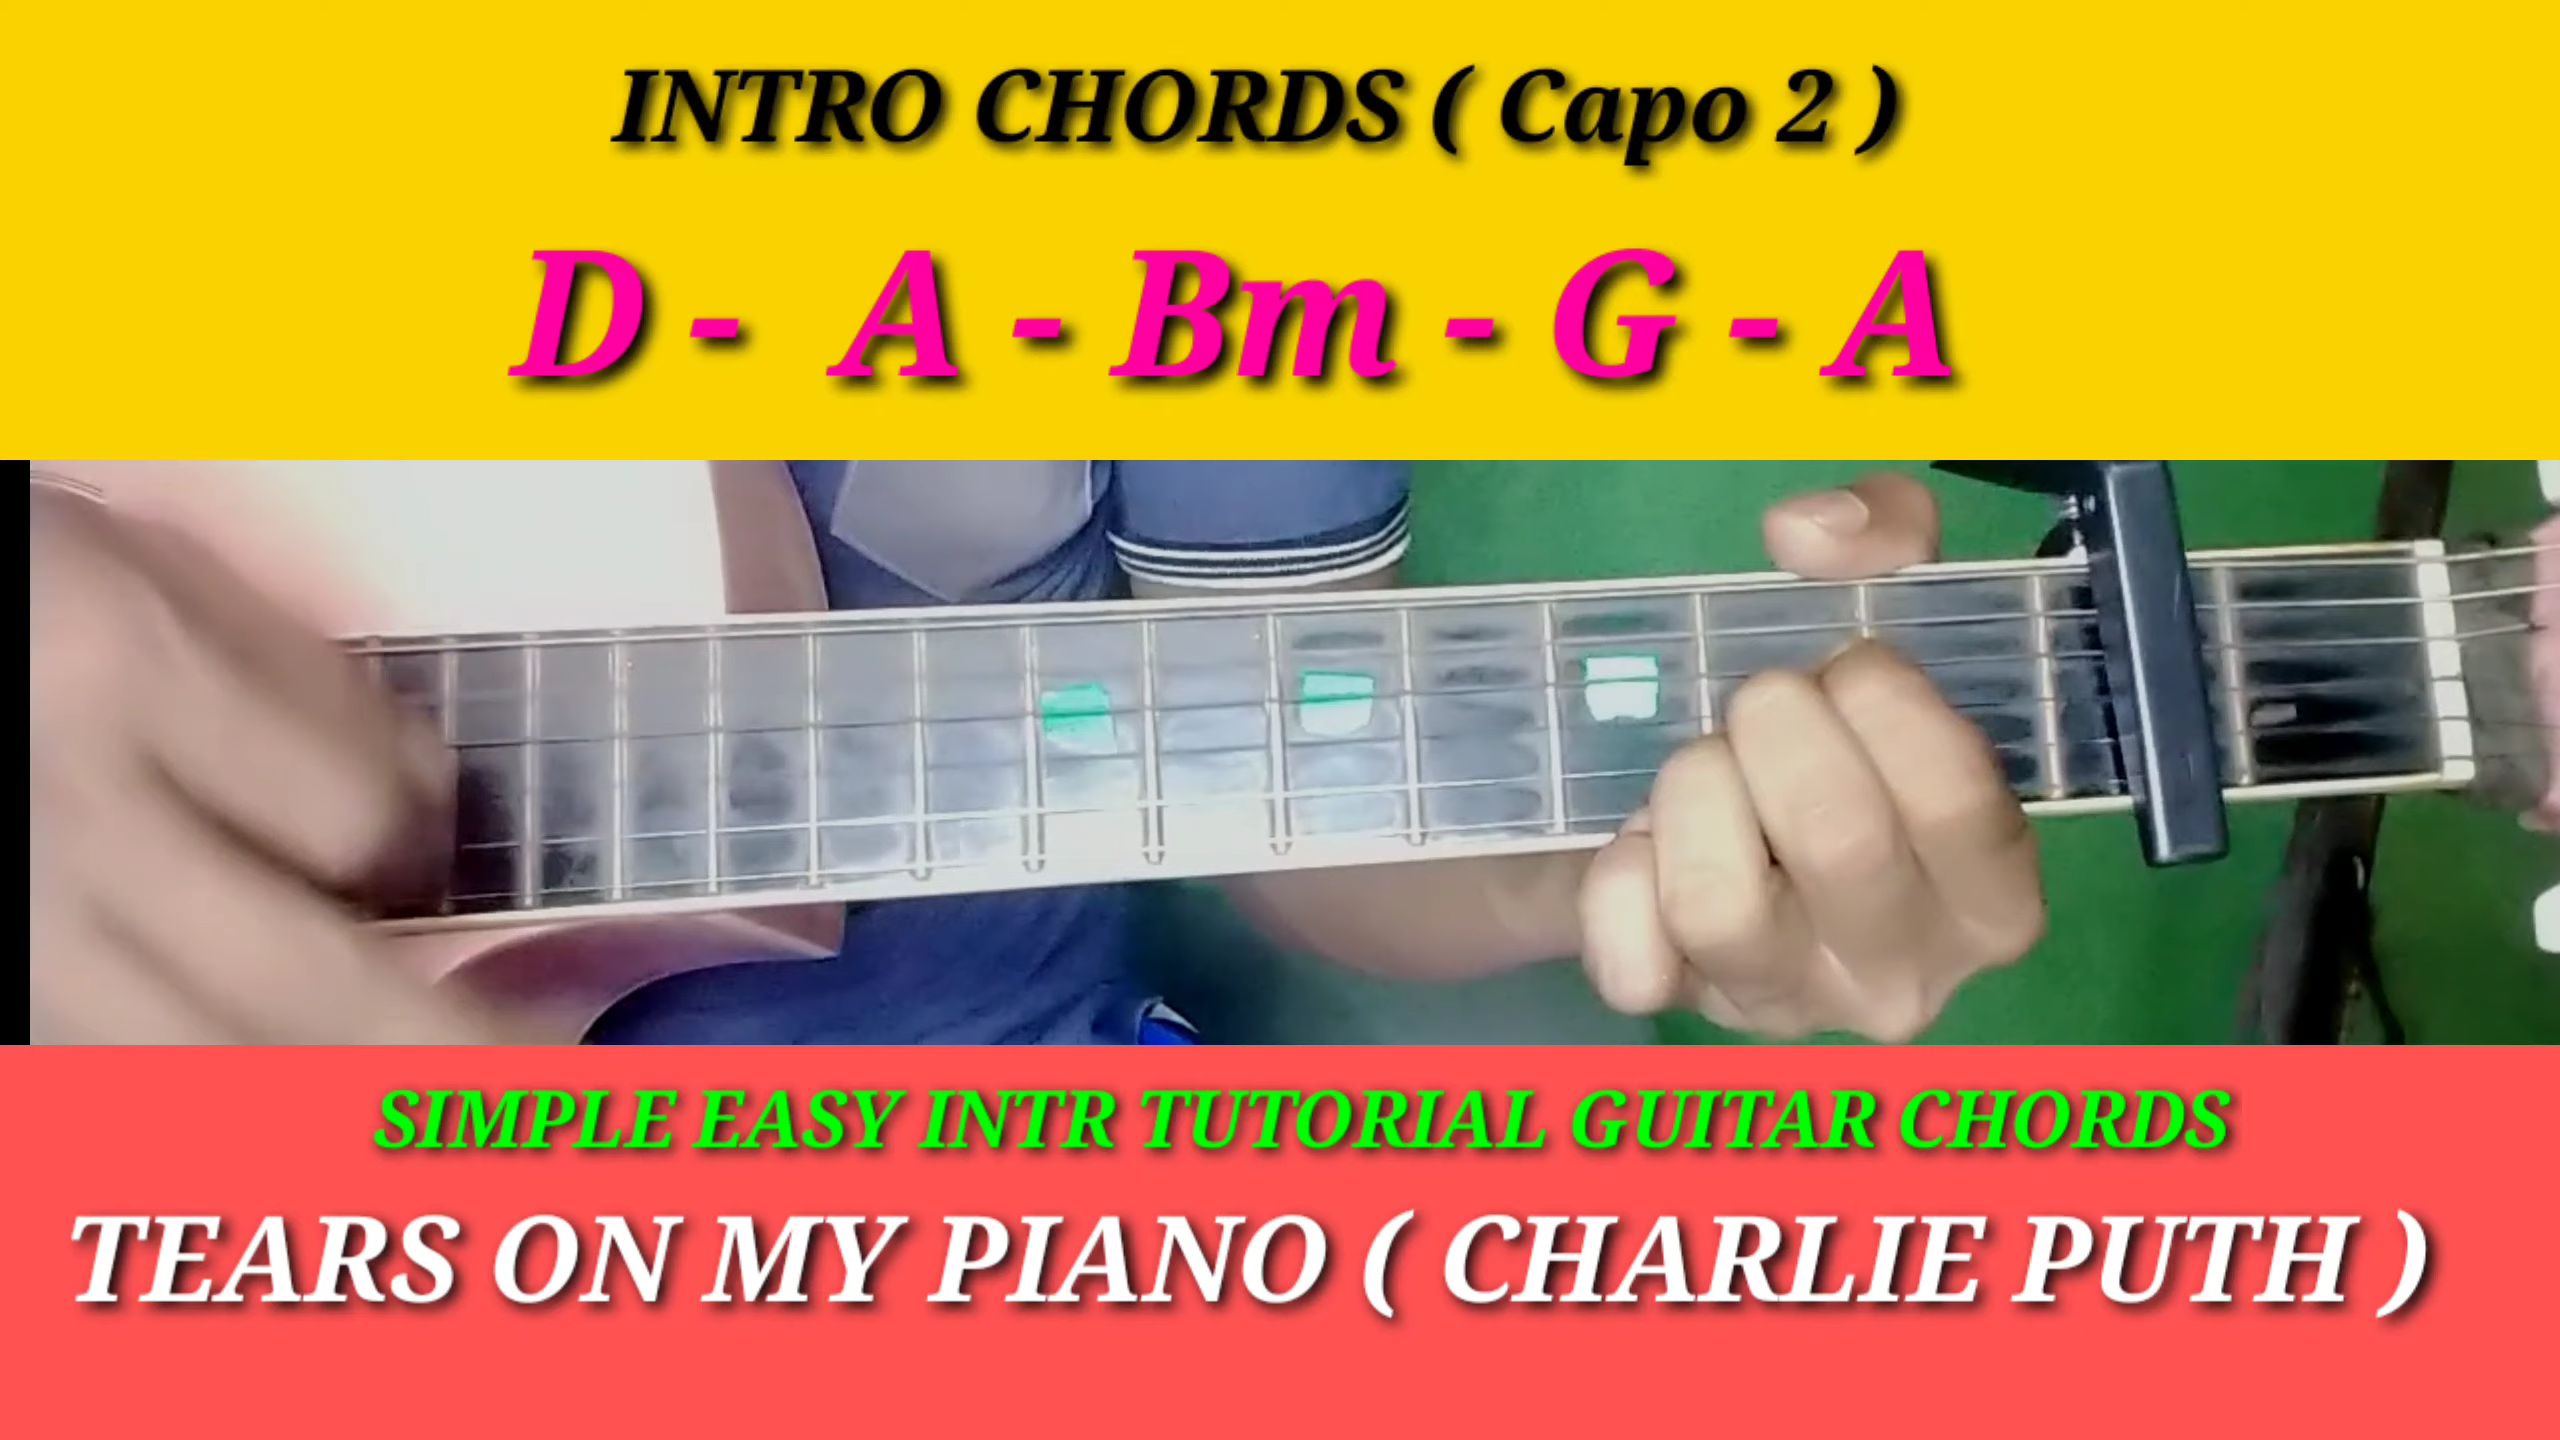 INTRO CHORDS ( Capo 2 )
D - A - Bm - G - A
SIMPLE EASY INTR TUTORIAL GUITAR CHORDS
TEARS ON MY PIANO ( CHARLIE PUTH )